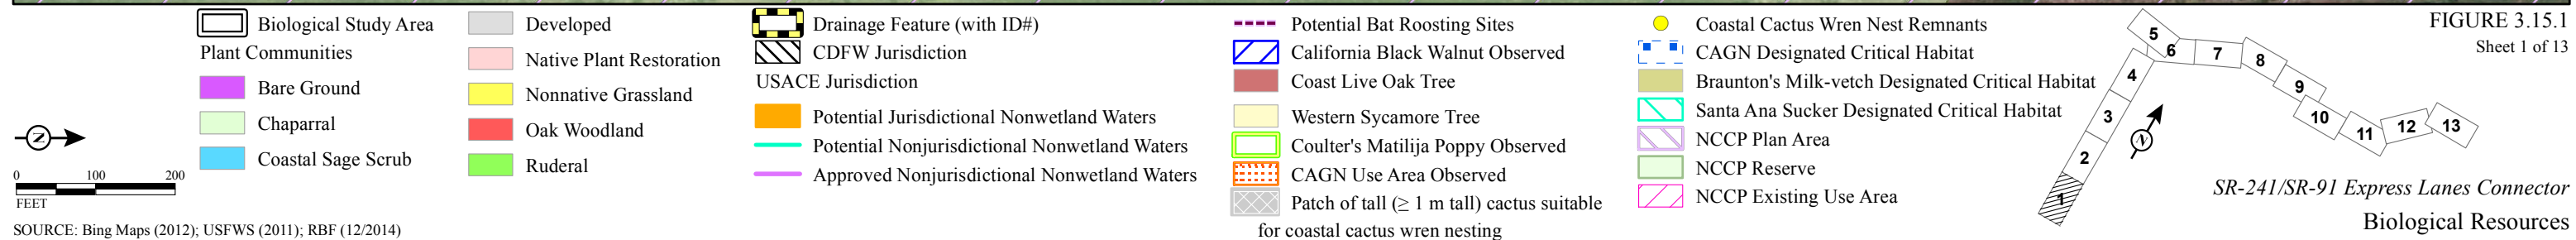 Biological Study Area
Plant Communities
Bare Ground
Chaparral
Coastal Sage Scrub
N
0 100 200
FEET
SOURCE: Bing Maps (2012); USFWS (2011); RBF (12/2014)
Developed
Native Plant Restoration
Nonnative Grassland
Oak Woodland
Ruderal
Drainage Feature (with ID#)
CDFW Jurisdiction
USACE Jurisdiction
Potential Jurisdictional Nonwetland Waters
Potential Nonjurisdictional Nonwetland Waters
Approved Nonjurisdictional Nonwetland Waters
Potential Bat Roosting Sites
California Black Walnut Observed
Coast Live Oak Tree
Western Sycamore Tree
Coulter's Matilija Poppy Observed
CAGN Use Area Observed
Patch of tall (≥ 1 m tall) cactus suitable
for coastal cactus wren nesting
Coastal Cactus Wren Nest Remnants
CAGN Designated Critical Habitat
Braunton's Milk-vetch Designated Critical Habitat
Santa Ana Sucker Designated Critical Habitat
NCCP Plan Area
NCCP Reserve
NCCP Existing Use Area
1
2
3
4
5
6
7
8
9
10
11
12
13
N
FIGURE 3.15.1
Sheet 1 of 13
SR-241/SR-91 Express Lanes Connector
Biological Resources